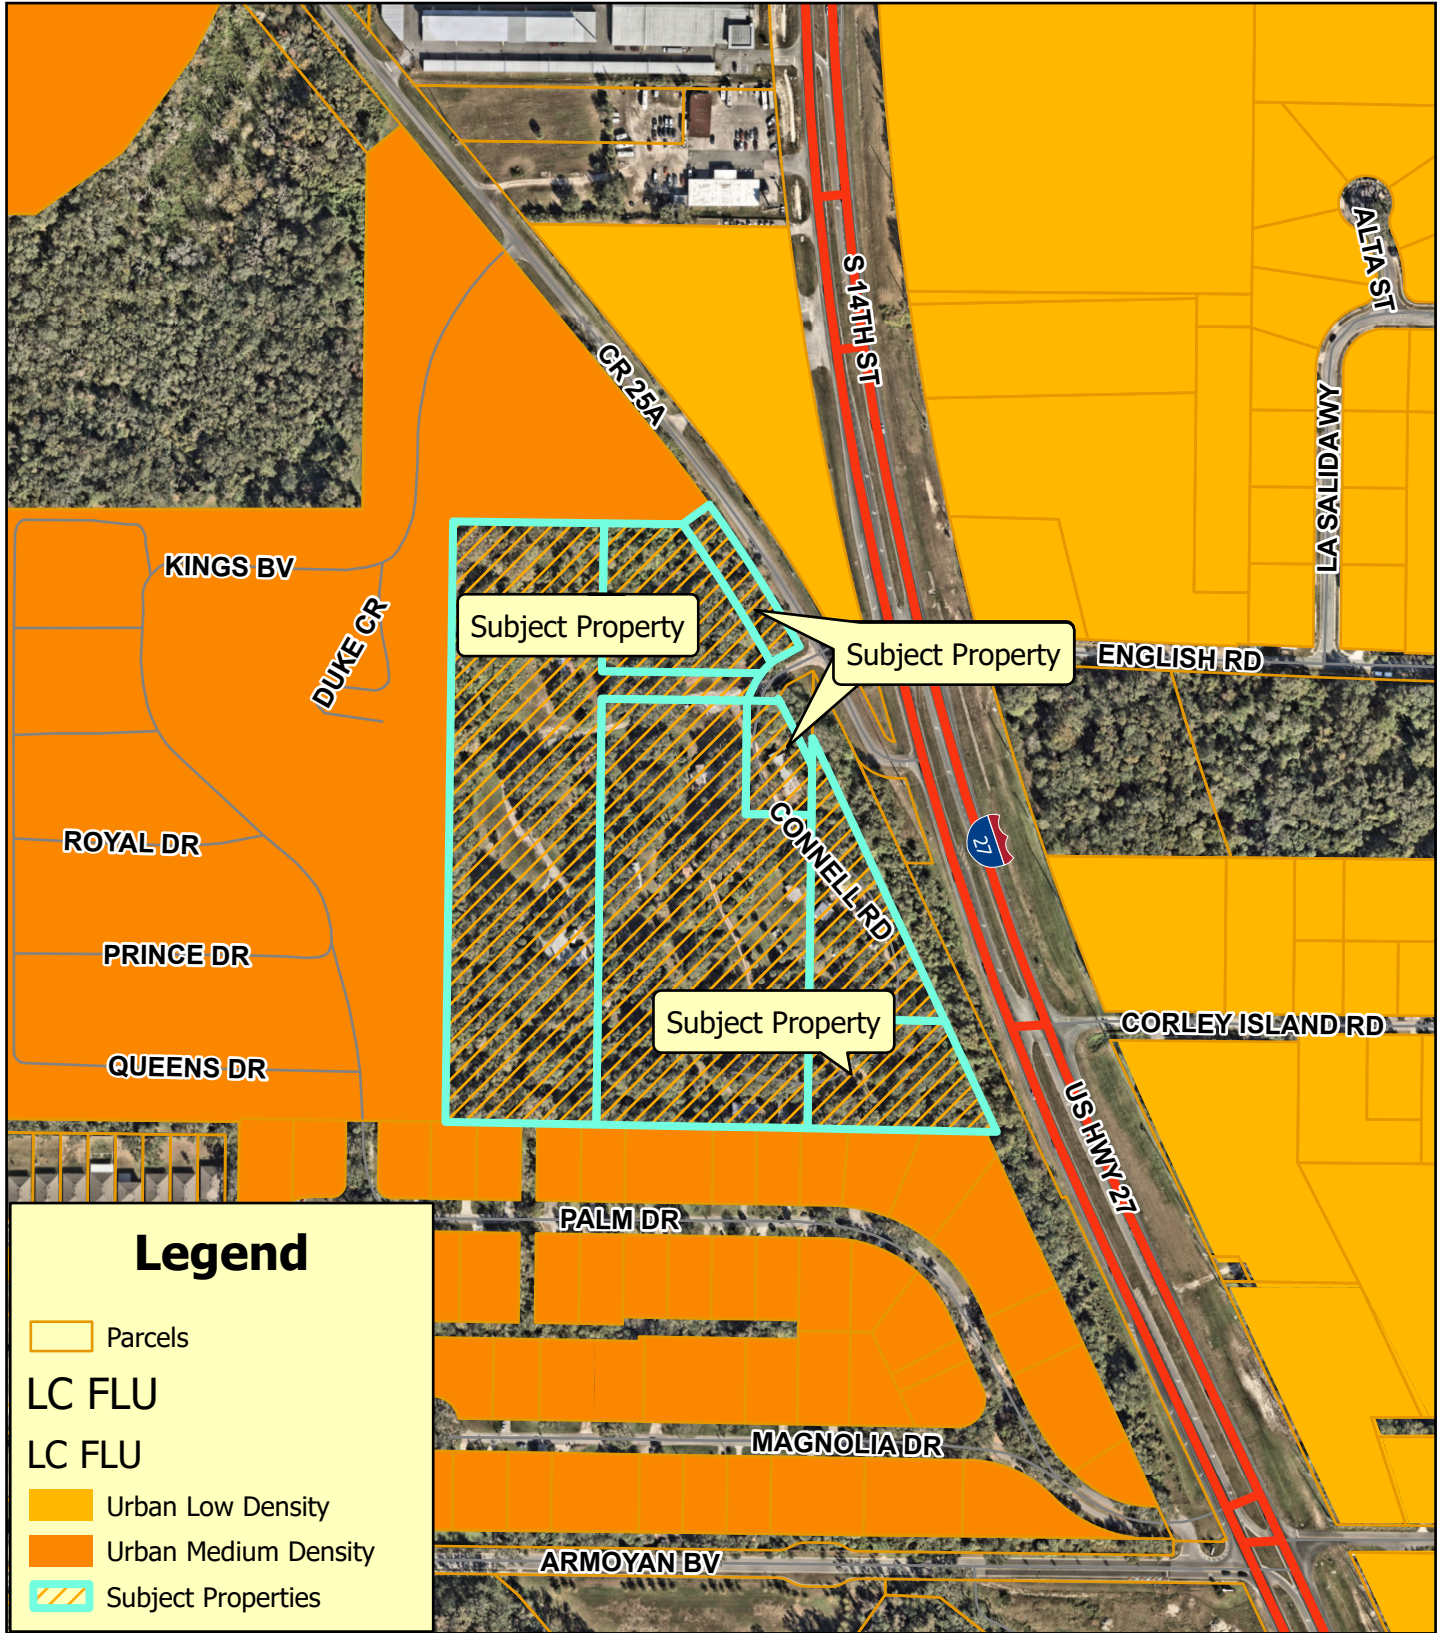 ALTA ST
S 14TH ST
CR 25A
LA SALIDA WY
KINGS BV
DUKE CR
Subject Property
Subject Property
ENGLISH RD
ROYAL DR
CONNELL RD
27
PRINCE DR
Subject Property
CORLEY ISLAND RD
QUEENS DR
US HWY 27
PALM DR
MAGNOLIA DR
ARMOYAN BV
Legend
Parcels
LC FLU
LC FLU
Urban Low Density
Urban Medium Density
Subject Properties